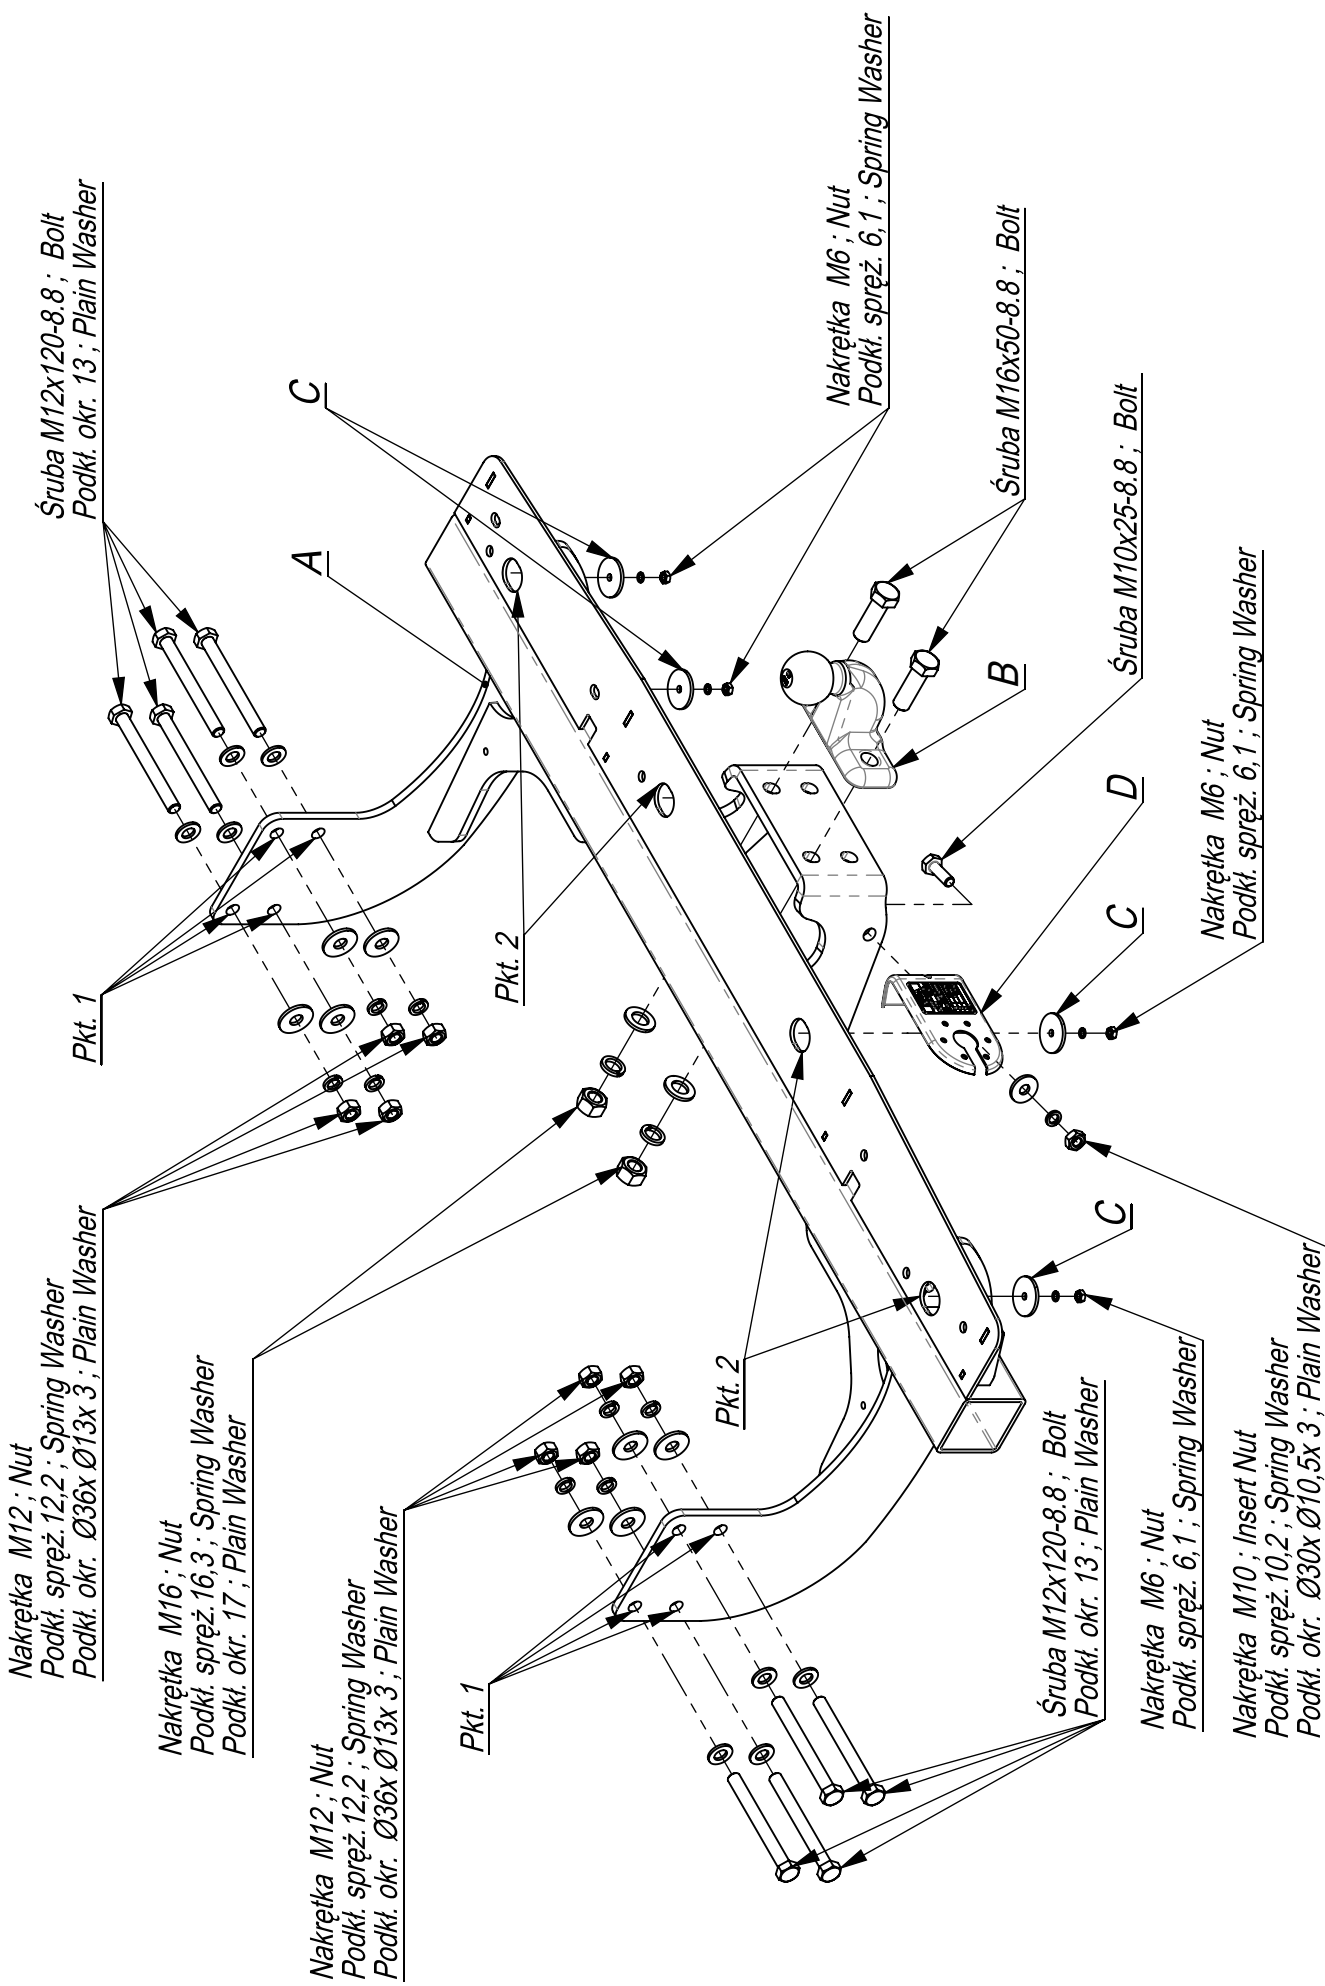 Nakrętka M12 ; Nut
Podkł. spręż.12,2 ; Spring Washer
Podkł. okr. Ø36x Ø13x 3 ; Plain Washer
Pkt. 1
Śruba M12x120-8.8 ; Bolt
Podkł. okr. 13 ; Plain Washer
Nakrętka M16 ; Nut
Podkł. spręż.16,3 ; Spring Washer
Podkł. okr. 17 ; Plain Washer
A
C
Nakrętka M12 ; Nut
Podkł. spręż.12,2 ; Spring Washer
Podkł. okr. Ø36x Ø13x 3 ; Plain Washer
Pkt. 1
Pkt. 2
Pkt. 2
Nakrętka M6 ; Nut
Podkł. spręż. 6,1 ; Spring Washer
Śruba M16x50-8.8 ; Bolt
B
Śruba M12x120-8.8 ; Bolt
Podkł. okr. 13 ; Plain Washer
C
D
Śruba M10x25-8.8 ; Bolt
C
Nakrętka M6 ; Nut
Podkł. spręż. 6,1 ; Spring Washer
Nakrętka M6 ; Nut
Podkł. spręż. 6,1 ; Spring Washer
Nakrętka M10 ; Insert Nut
Podkł. spręż.10,2 ; Spring Washer
Podkł. okr. Ø30x Ø10,5x 3 ; Plain Washer